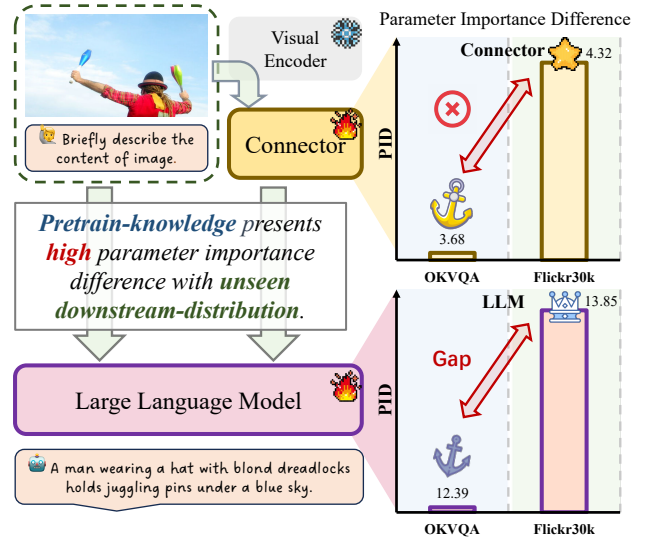 Parameter Importance Difference
Visual
Encoder
Briefly describe the
content of image.
Connector
Pretrain-knowledge presents
high parameter importance
difference with unseen
downstream-distribution.
Large Language Model
A man wearing a hat with blond dreadlocks
holds juggling pins under a blue sky.
PID
Connector
4.32
3.68
OKVQA
Flickr30k
PID
LLM
13.85
Gap
12.39
OKVQA
Flickr30k